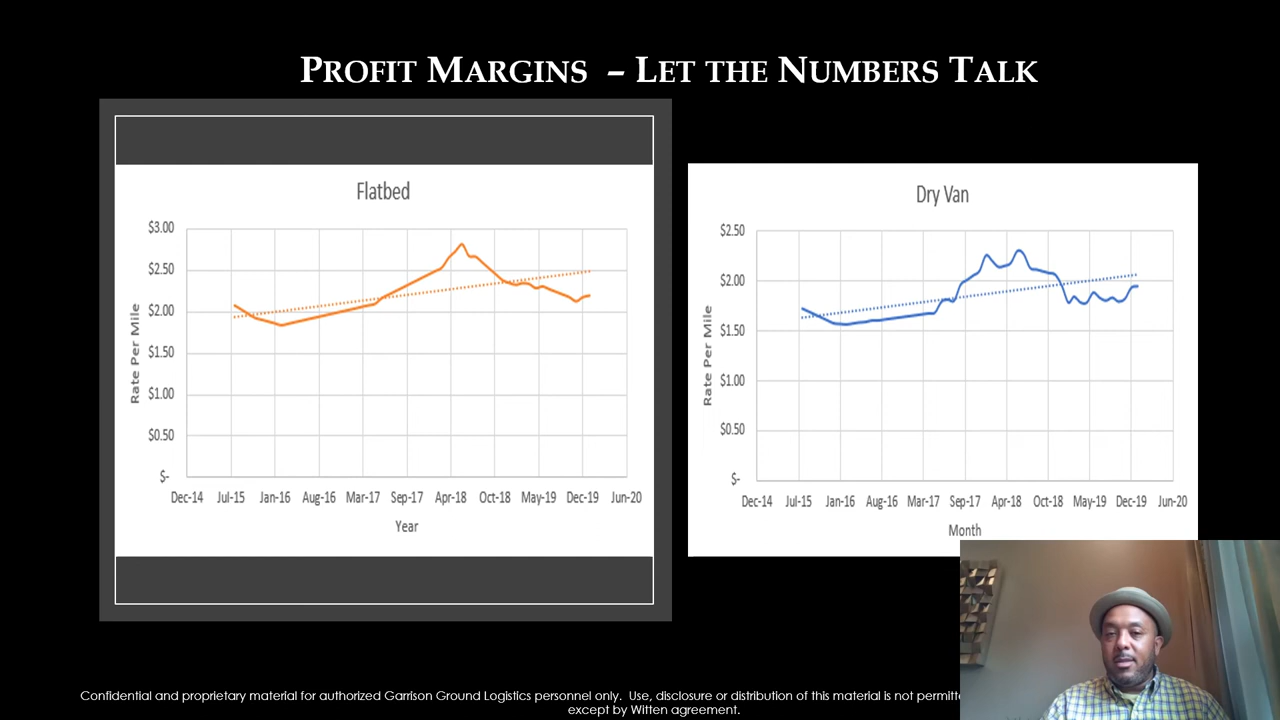 PROFIT MARGINS – LET THE NUMBERS TALK
Flatbed
$3.00
$2.50
$2.00
$1.50
$1.00
$0.50
$-
Rate Per Mile
Dec-14 Jul-15 Jan-16 Aug-16 Mar-17 Sep-17 Apr-18 Oct-18 May-19 Dec-19 Jun-20
Year
Dry Van
$2.50
$2.00
$1.50
$1.00
$0.50
$-
Rate Per Mile
Dec-14 Jul-15 Jan-16 Aug-16 Mar-17 Sep-17 Apr-18 Oct-18 May-19 Dec-19 Jun-20
Month
Confidential and proprietary material for authorized Garrison Ground Logistics personnel only. Use, disclosure or distribution of this material is not
except by Witten agreement.